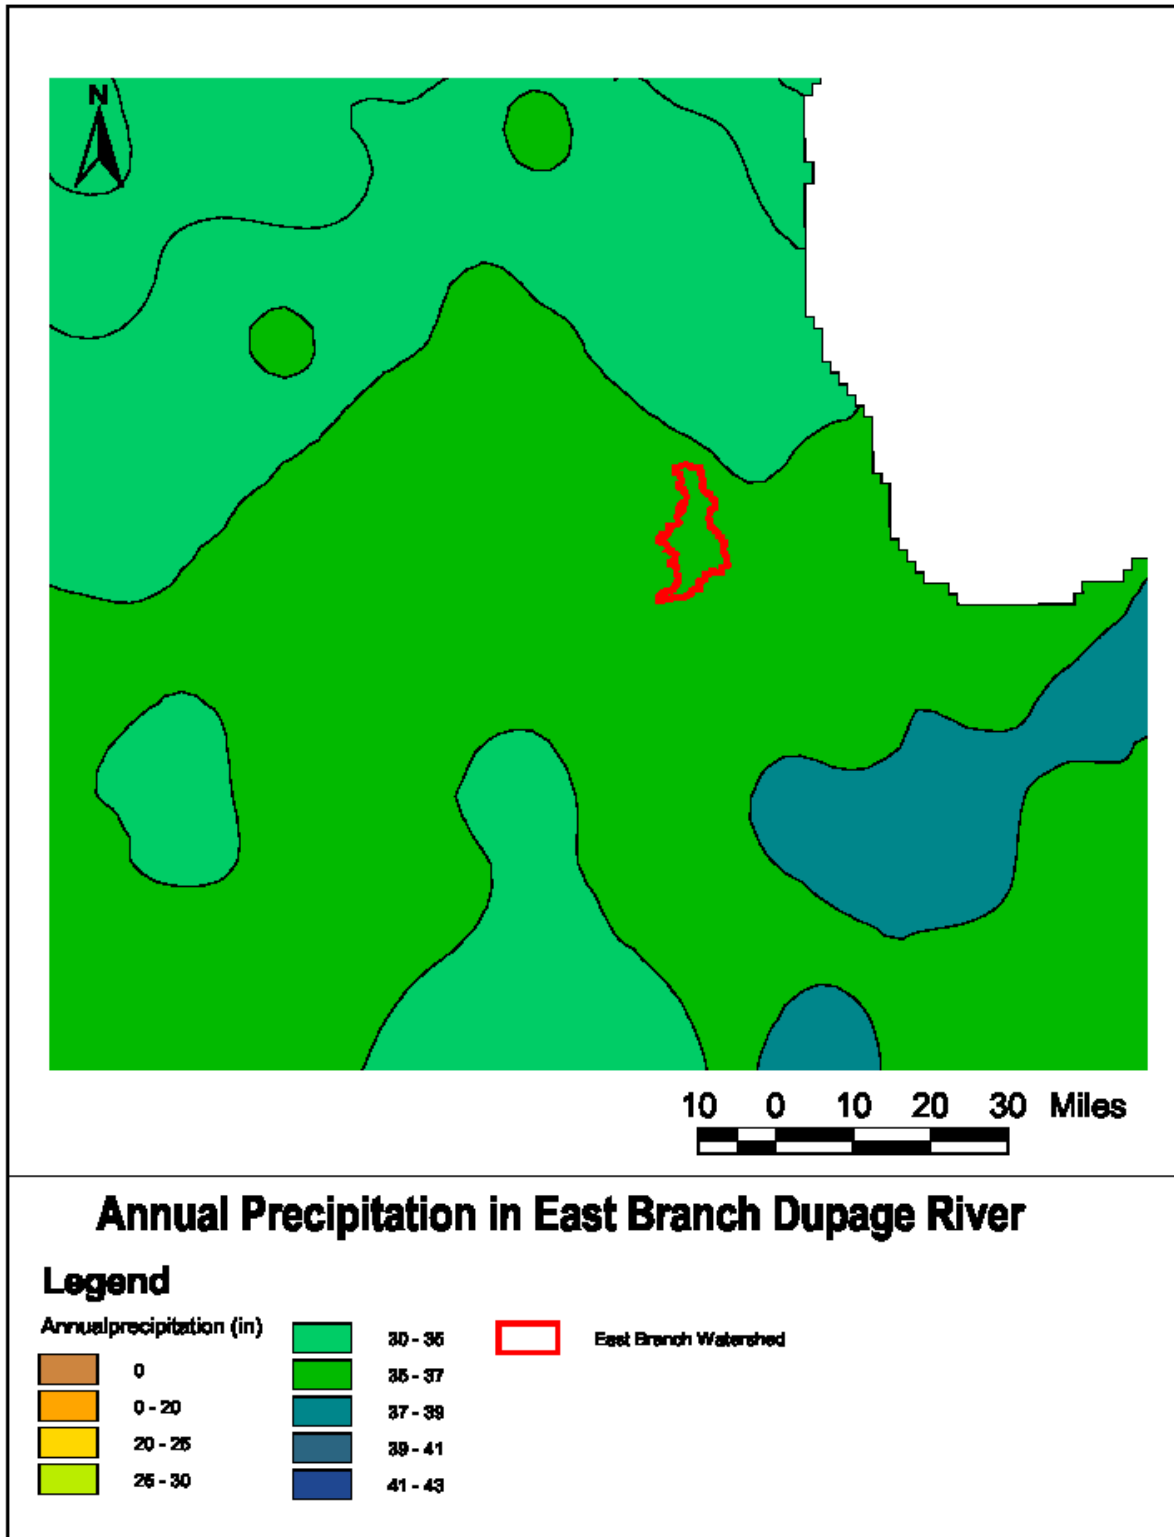 N
10 0 10 20 30 Miles
Annual Precipitation in East Branch Dupage River
Legend
Annualprecipitation (in)
0
0 - 20
20 - 25
25 - 30
30 - 35
35 - 37
37 - 39
39 - 41
41 - 43
East Branch Watershed